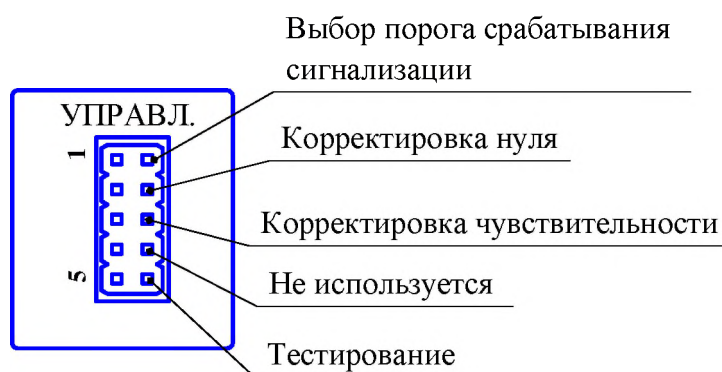 Выбор порога срабатывания
сигнализации
УПРАВЛ.
1
Корректировка нуля
Корректировка чувствительности
5
Не используется
Тестирование